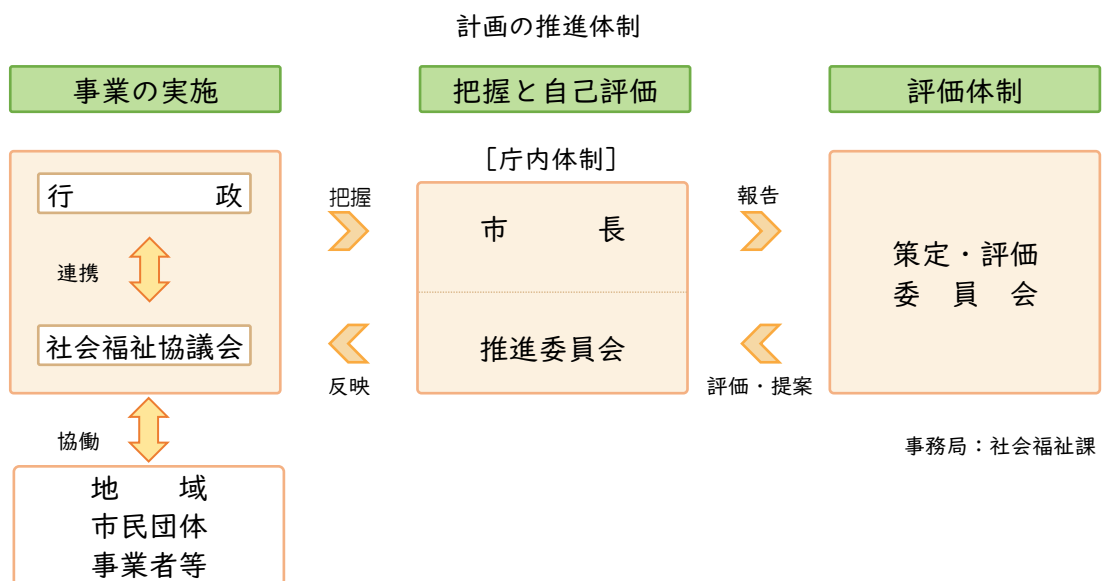 計画の推進体制
事業の実施
把握と自己評価
評価体制
行政
連携
社会福祉協議会
協働
地域
市民団体
事業者等
把握
反映
[庁内体制]
市長
推進委員会
報告
評価・提案
策定・評価
委員会
事務局:社会福祉課